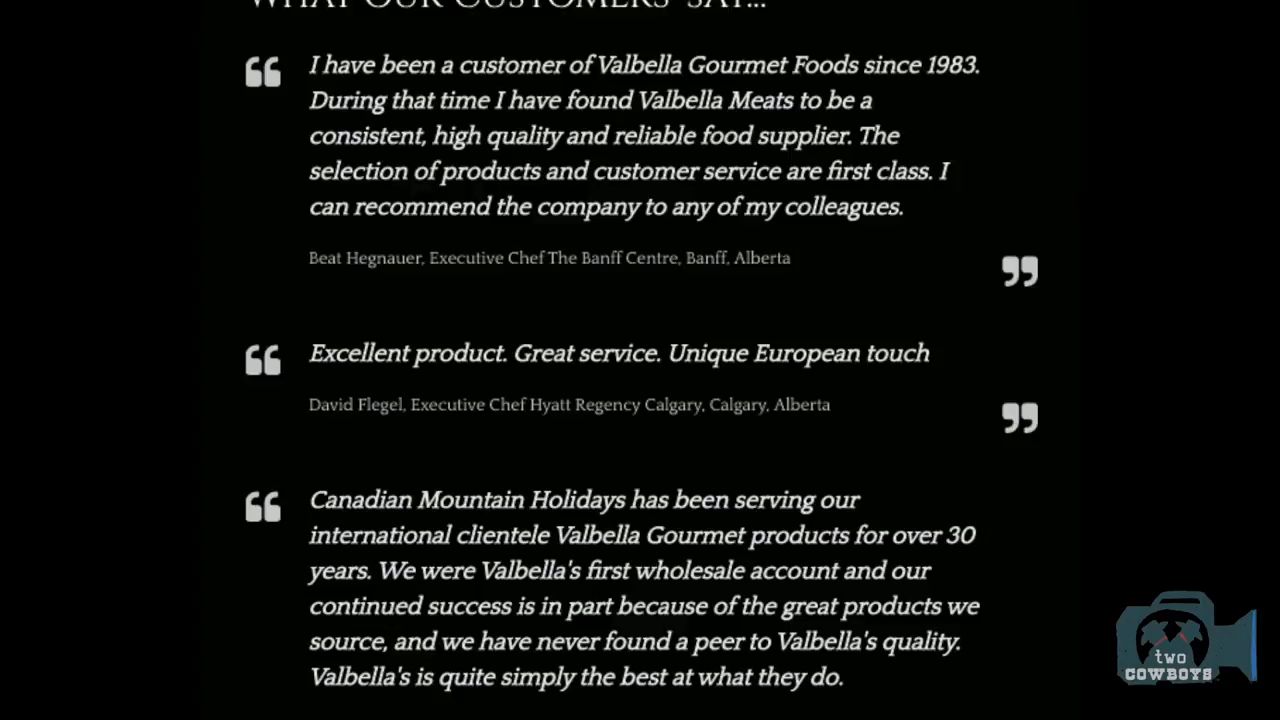 WHAT OUR CUSTOMERS' SAY...
I have been a customer of Valbella Gourmet Foods since 1983.
During that time I have found Valbella Meats to be a
consistent, high quality and reliable food supplier. The
selection of products and customer service are first class. I
can recommend the company to any of my colleagues.
Beat Hegnauer, Executive Chef The Banff Centre, Banff, Alberta
Excellent product. Great service. Unique European touch
David Flegel, Executive Chef Hyatt Regency Calgary, Calgary, Alberta
Canadian Mountain Holidays has been serving our
international clientele Valbella Gourmet products for over 30
years. We were Valbella's first wholesale account and our
continued success is in part because of the great products we
source, and we have never found a peer to Valbella's quality.
Valbella's is quite simply the best at what they do.
two
COWBOYS